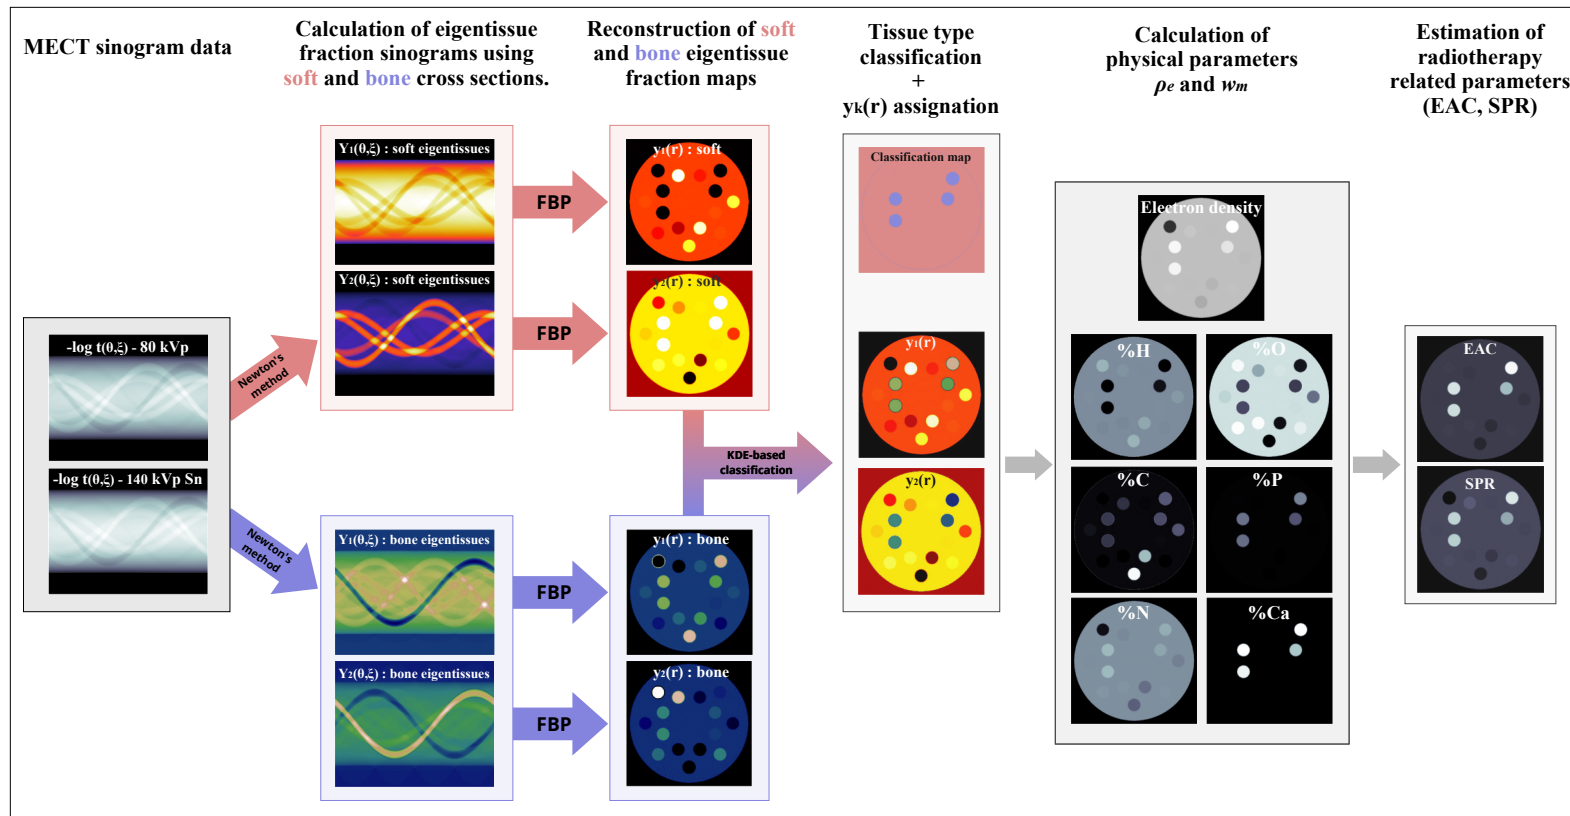 MECT sinogram data
Calculation of eigentissue
fraction sinograms using
soft and bone cross sections.
Reconstruction of soft
and bone eigentissue
fraction maps
Tissue type
classification
+
yk(r) assignation
Calculation of
physical parameters
ρe and wm
Estimation of
radiotherapy
related parameters
(EAC, SPR)
-log t(θ,ξ) - 80 kVp
-log t(θ,ξ) - 140 kVp Sn
Newton's
method
Newton's
method
Y1(θ,ξ) : soft eigentissues
Y2(θ,ξ) : soft eigentissues
Y1(θ,ξ) : bone eigentissues
Y2(θ,ξ) : bone eigentissues
FBP
FBP
FBP
FBP
y1(r) : soft
y2(r) : soft
y1(r) : bone
y2(r) : bone
KDE-based
classification
Classification map
y1(r)
y2(r)
Electron density
%H
%O
%C
%P
%N
%Ca
EAC
SPR